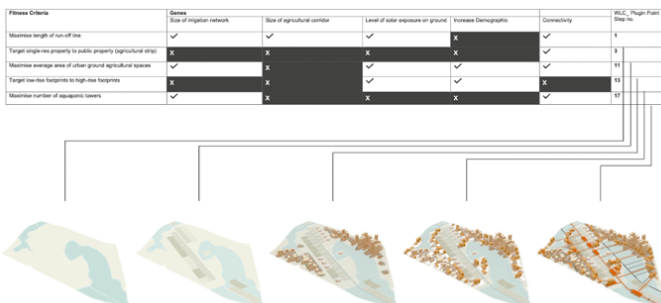 Fitness Criteria Genes WLC_ Plugin Point
Size of irrigation network Size of agricultural corridor Level of solar exposure on ground Increase Demographic Connectivity Step-no.
Maximise length of run-off line ✓ ✓ ✓ X ✓ 1
Target single-res property to public property (agricultural strip) X X X X ✓ 3
Maximise average area of urban ground agricultural spaces ✓ X ✓ ✓ ✓ 11
Target low-rise footprints to high-rise footprints X X ✓ ✓ X 13
Maximise number of aquaponic towers ✓ X X X ✓ 17